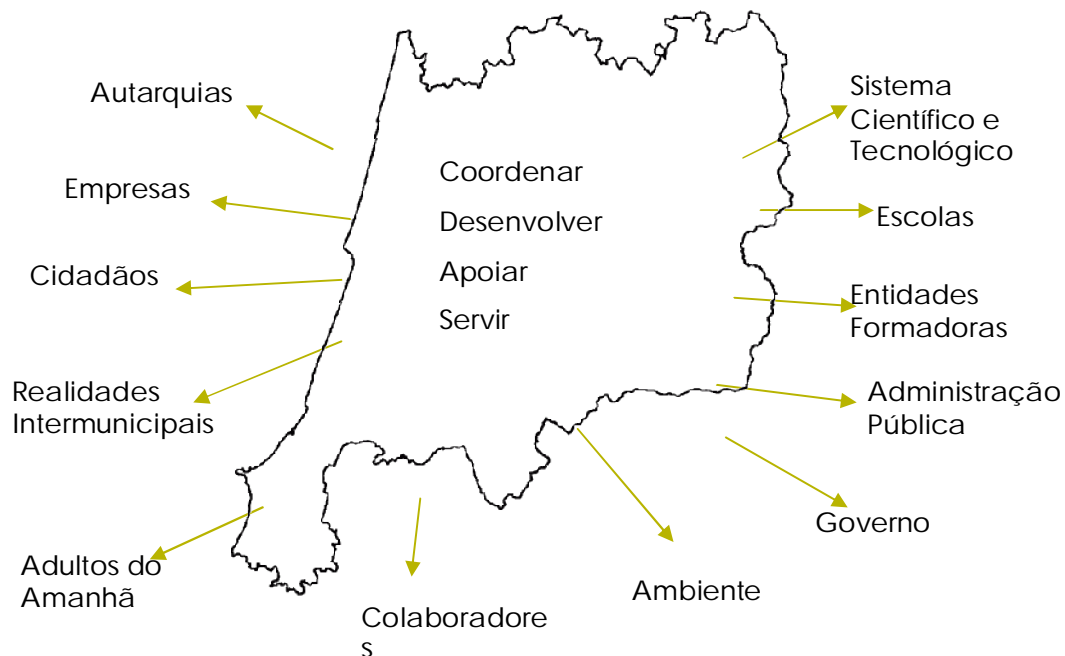 Autarquias
Empresas
Cidadãos
Realidades
Intermunicipais
Adultos do
Amanhã
Coordenar
Desenvolver
Apoiar
Servir
Colaboradore
s
Ambiente
Sistema
Científico e
Tecnológico
Escolas
Entidades
Formadoras
Administração
Pública
Governo